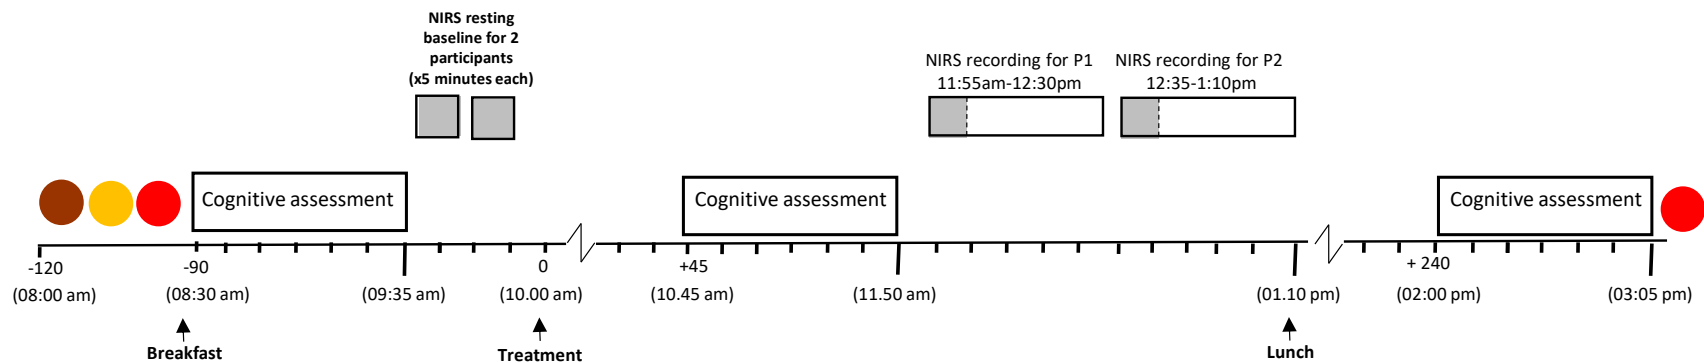 NIRS resting
baseline for 2
participants
(x5 minutes each)
NIRS recording for P1
11:55am-12:30pm
NIRS recording for P2
12:35-1:10pm
Cognitive assessment
Cognitive assessment
Cognitive assessment
-120
-90
0
+45
+ 240
(08:00 am)
(08:30 am)
(09:35 am)
(10.00 am)
(10.45 am)
(11.50 am)
(01.10 pm)
(02:00 pm)
(03:05 pm)
Breakfast
Treatment
Lunch